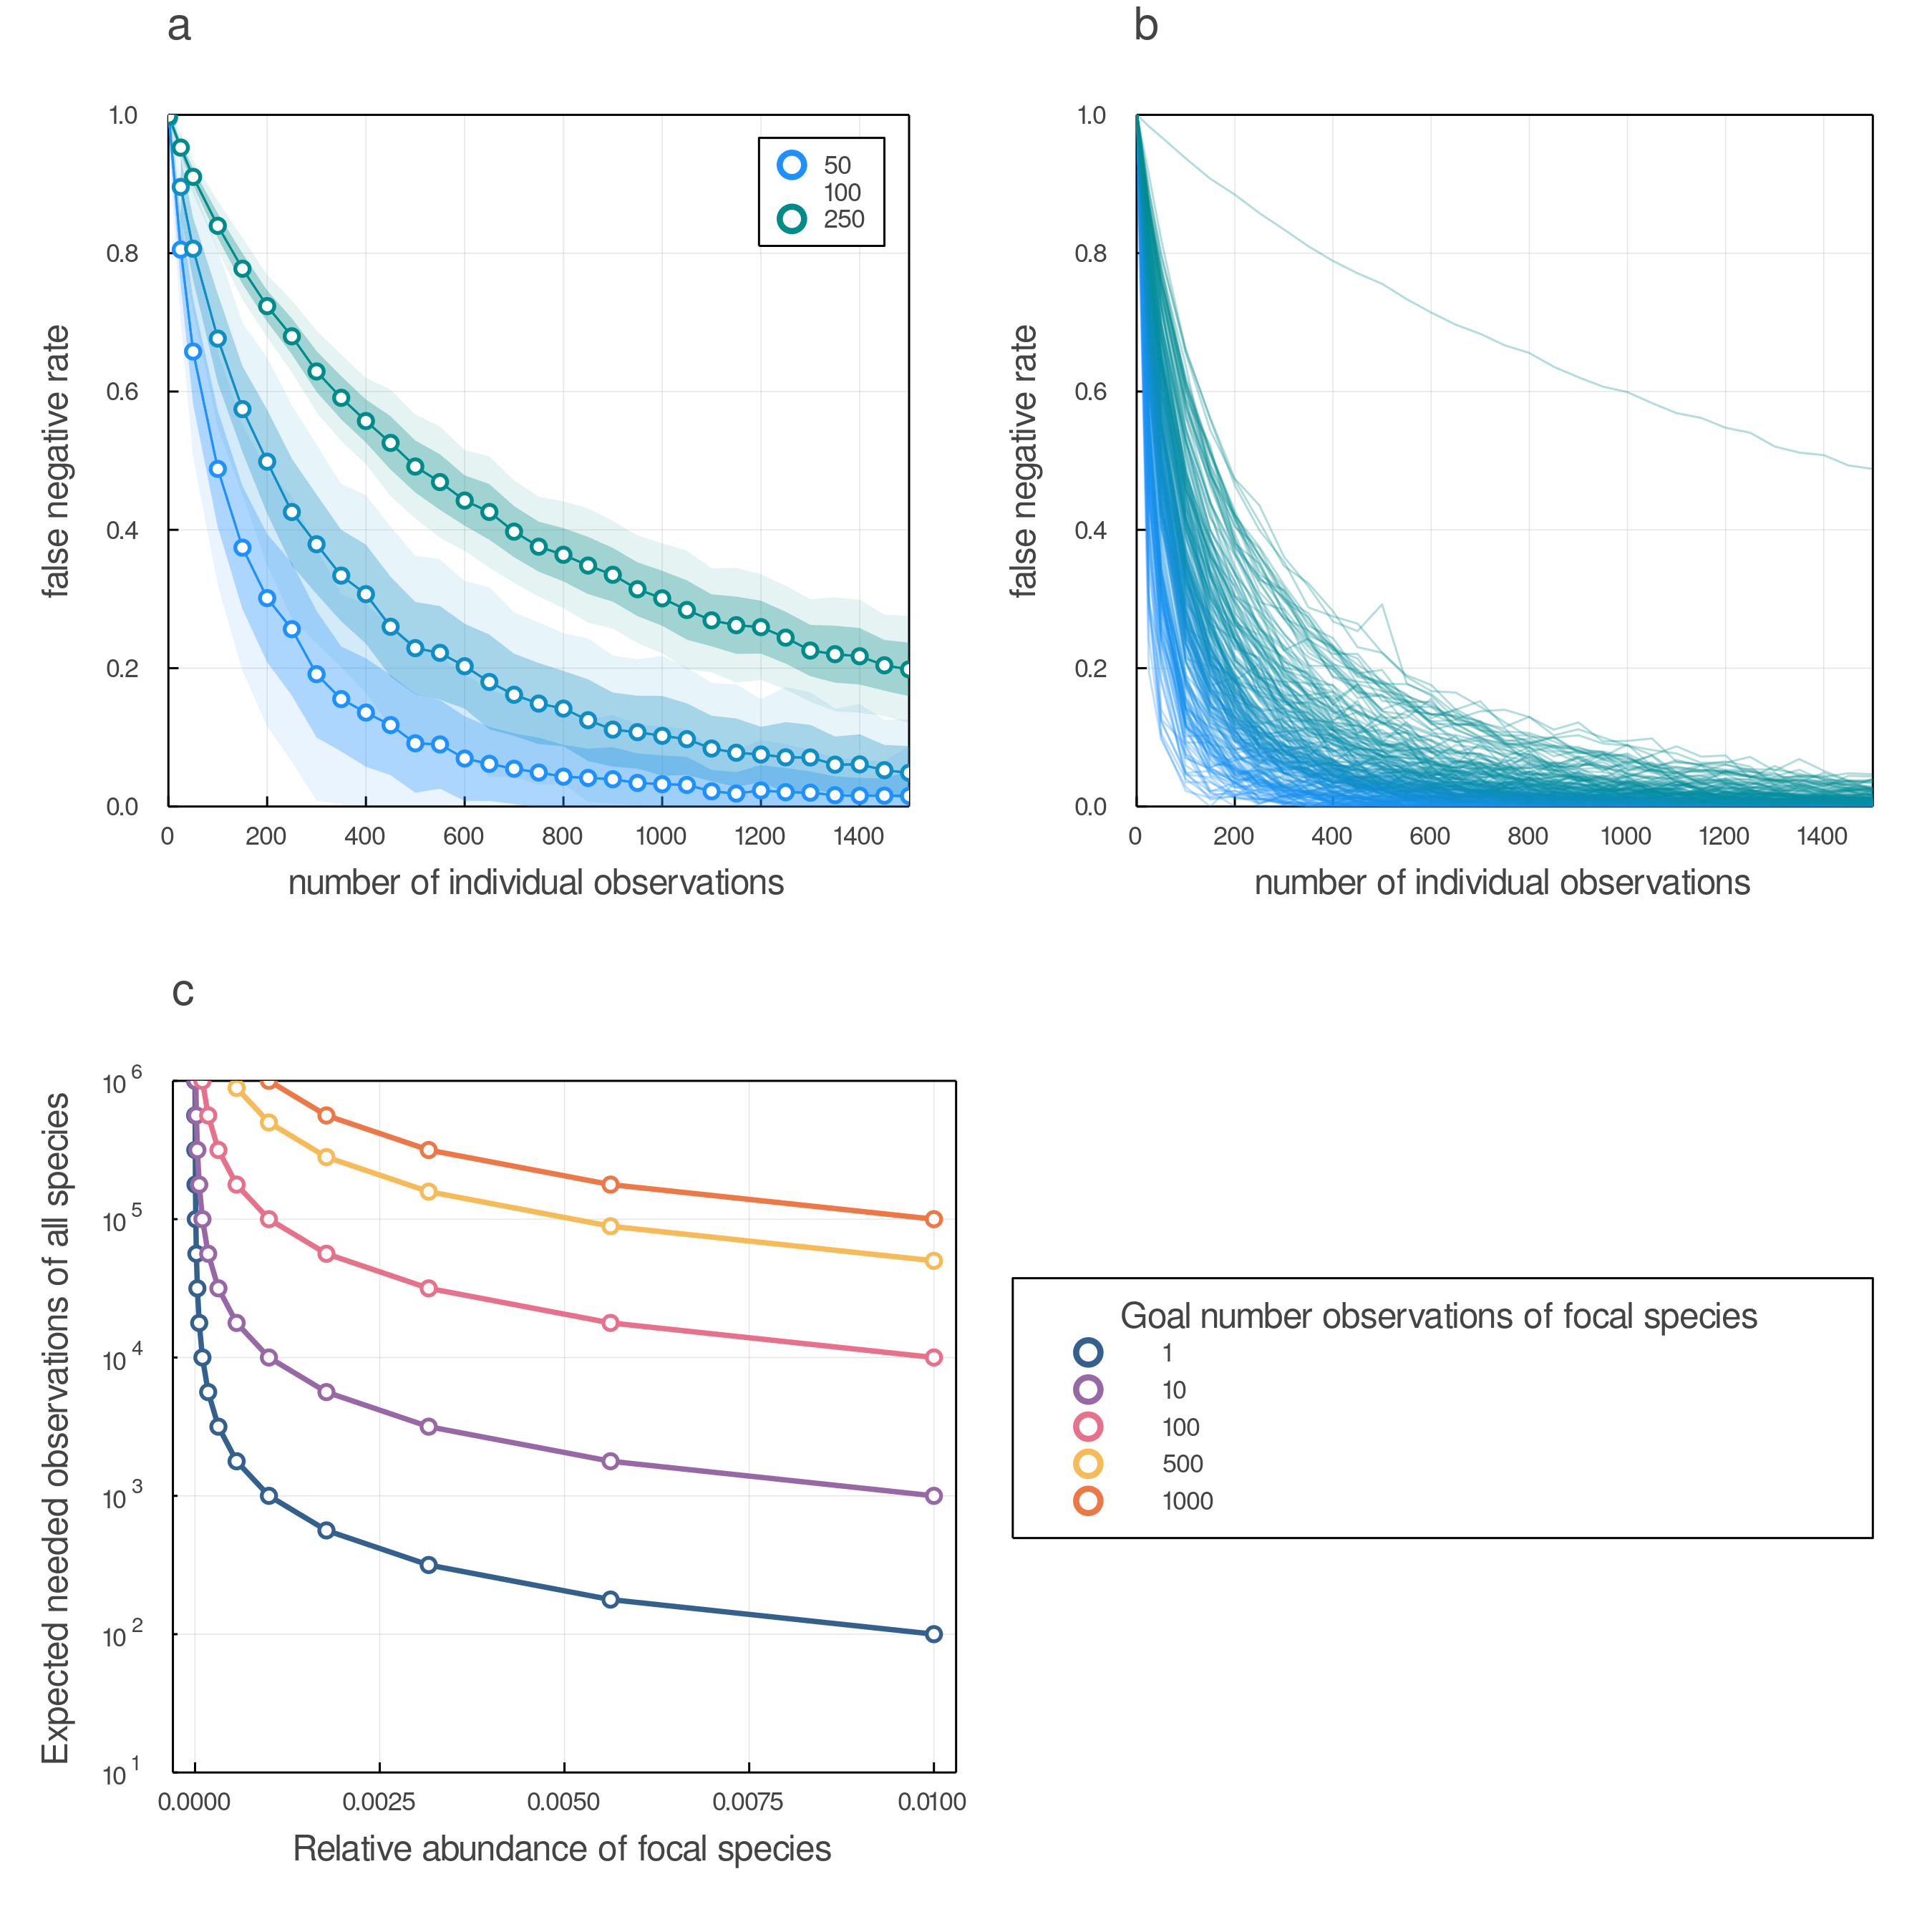 a
1.0
0.8
0.6
0.4
0.2
0.0
0 200 400 600 800 1000 1200 1400
false negative rate
number of individual observations
50
100
250
b
1.0
0.8
0.6
0.4
0.2
0.0
0 200 400 600 800 1000 1200 1400
false negative rate
number of individual observations
c
10^6
10^5
10^4
10^3
10^2
10^1
0.0000 0.0025 0.0050 0.0075 0.0100
Expected needed observations of all species
Relative abundance of focal species
Goal number observations of focal species
1
10
100
500
1000